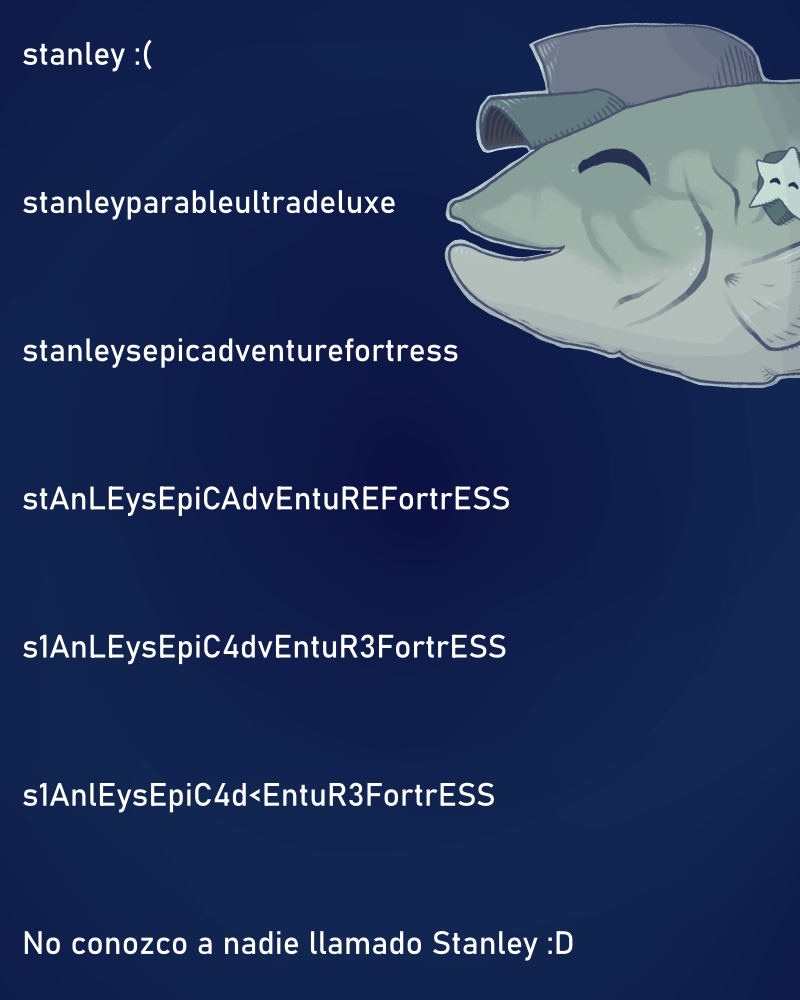 stanley :(
stanleyparableultradeluxe
stanleysepicadventurefortress
stAnLEysEpiCAdvEntuREFortrESS
s1AnLEysEpiC4dvEntuR3FortrESS
s1AnlEysEpiC4d<EntuR3FortrESS
No conozco a nadie llamado Stanley :D